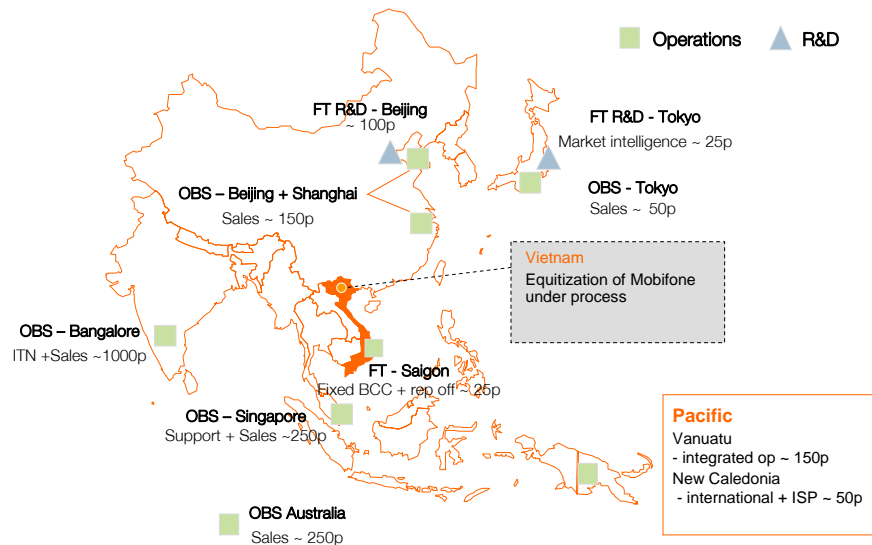 Operations
R&D
FT R&D - Beijing
~ 100p
FT R&D - Tokyo
Market intelligence ~ 25p
OBS – Beijing + Shanghai
Sales ~ 150p
OBS - Tokyo
Sales ~ 50p
Vietnam
Equitization of Mobifone
under process
OBS – Bangalore
ITN +Sales ~1000p
FT - Saigon
Fixed BCC + rep off ~ 25p
OBS – Singapore
Support + Sales ~250p
Pacific
Vanuatu
- integrated op ~ 150p
New Caledonia
- international + ISP ~ 50p
OBS Australia
Sales ~ 250p